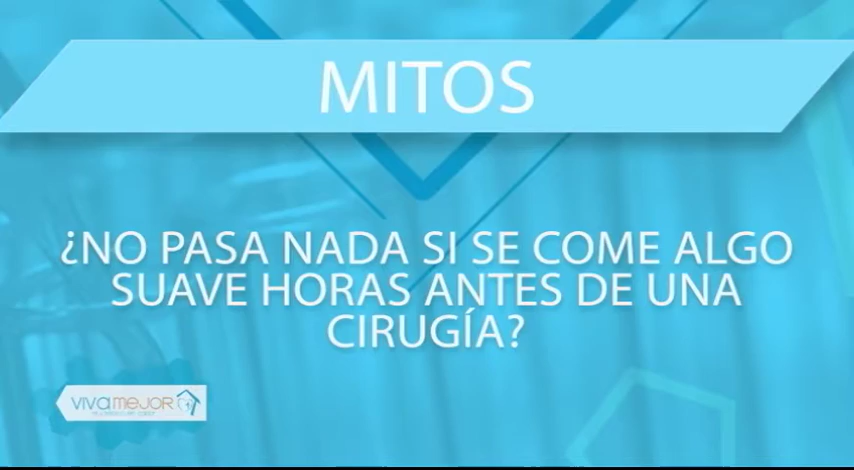 MITOS
¿NO PASA NADA SI SE COME ALGO
SUAVE HORAS ANTES DE UNA
CIRUGÍA?
VIVAMEJOR